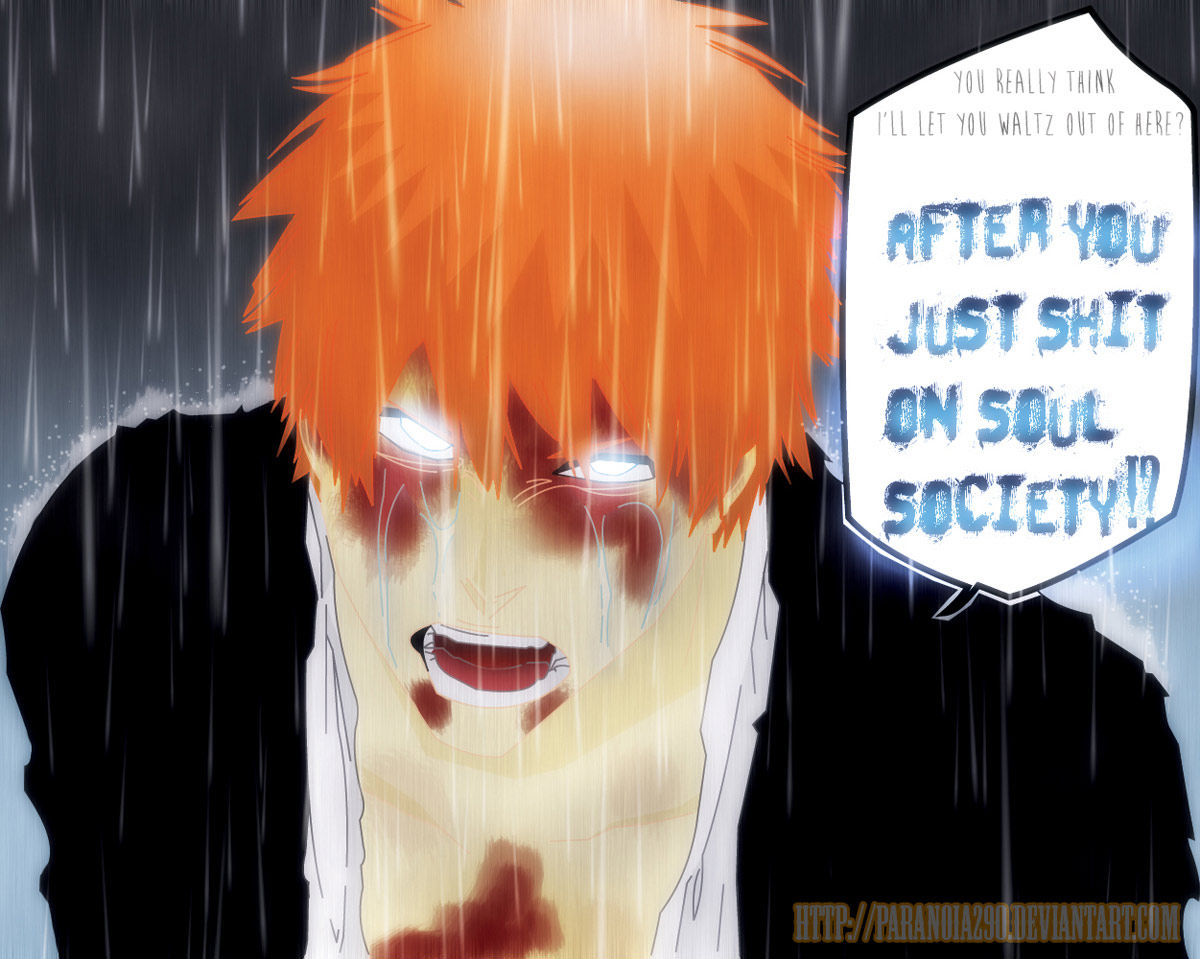 YOU REALLY THINK
I'LL LET YOU WALTZ OUT OF HERE?
AFTER YOU
JUST SHIT
ON SOUL
SOCIETY!?
HTTP://PARANOIA290.DEVIANTART.COM